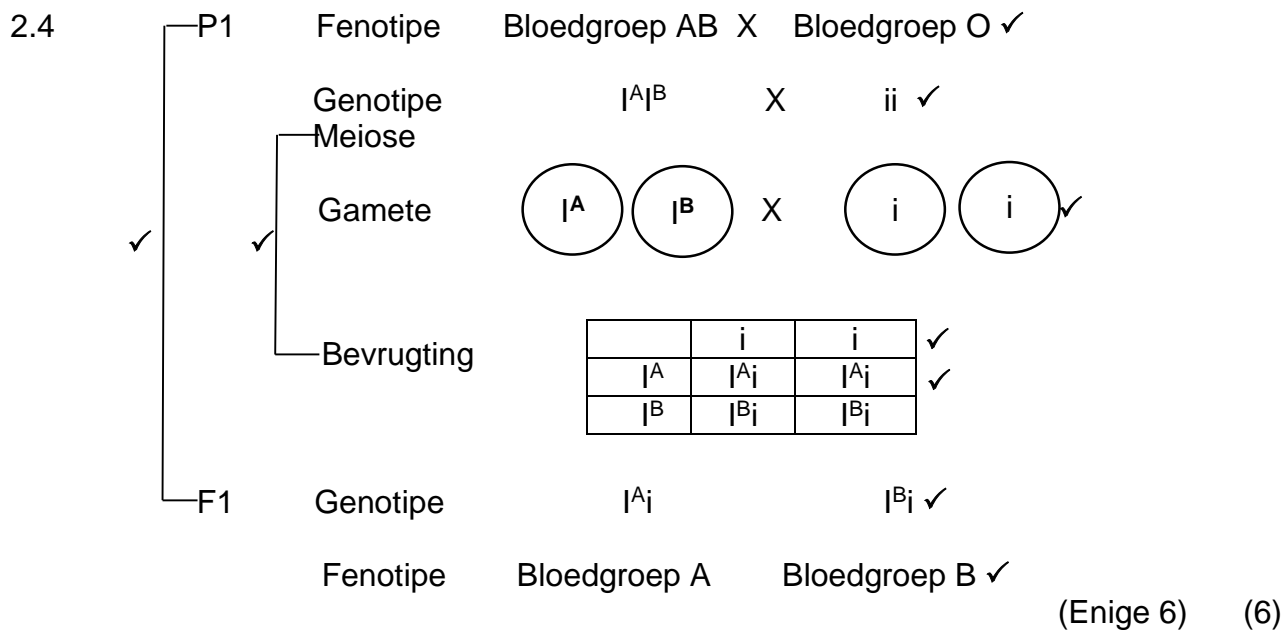 2.4 P1 Fenotipe Bloedgroep AB X Bloedgroep O ✓
Genotipe IᴬIᴮ X ii ✓
Meiose
✓ ✓ Gamete Iᴬ Iᴮ X i i ✓
Bevrugting i i ✓
Iᴬ Iᴬi Iᴬi ✓
Iᴮ Iᴮi Iᴮi
F1 Genotipe Iᴬi Iᴮi ✓
Fenotipe Bloedgroep A Bloedgroep B ✓
(Enige 6) (6)